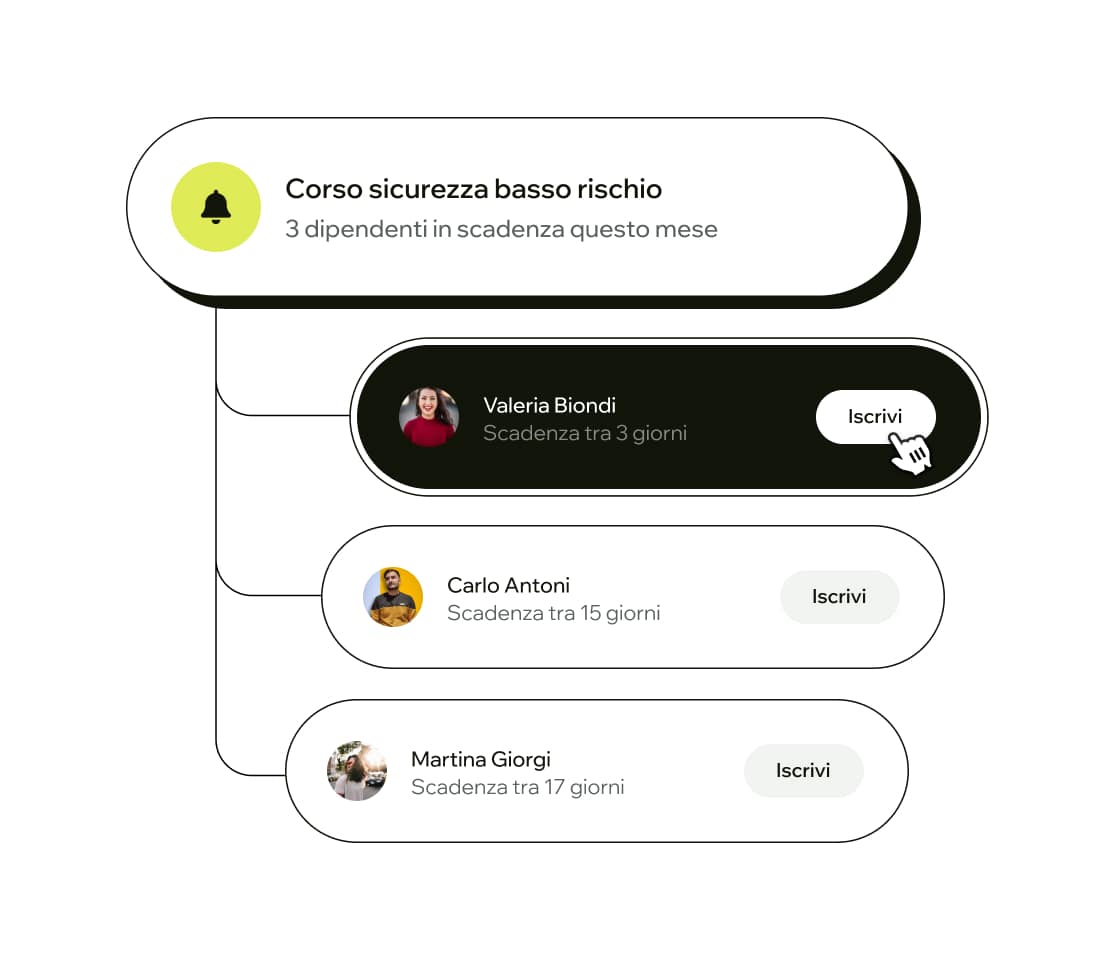 Corso sicurezza basso rischio
3 dipendenti in scadenza questo mese
Valeria Biondi
Scadenza tra 3 giorni
Iscrivi
Carlo Antoni
Scadenza tra 15 giorni
Iscrivi
Martina Giorgi
Scadenza tra 17 giorni
Iscrivi